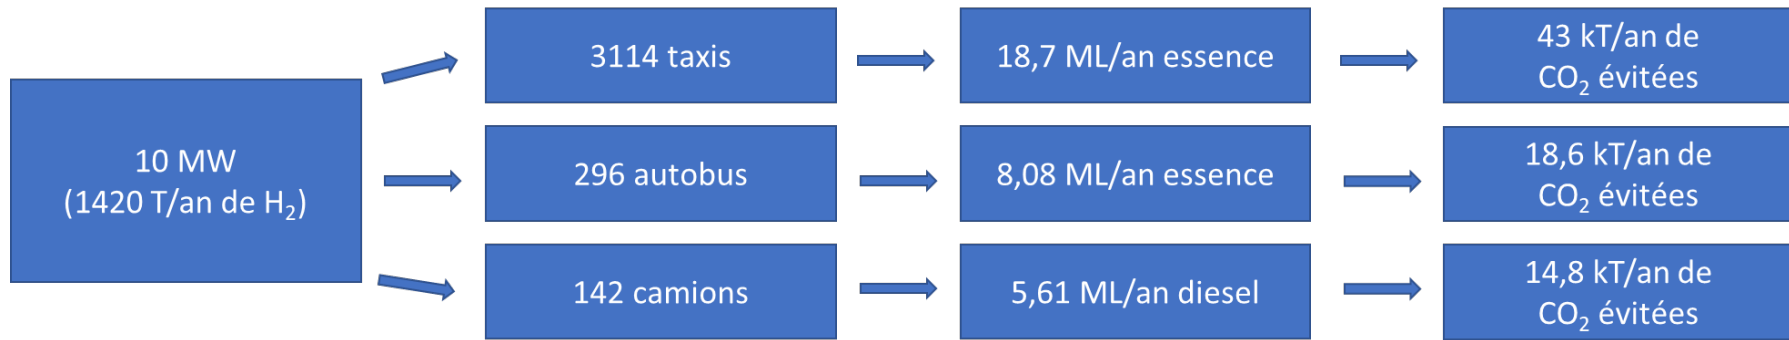 10 MW
(1420 T/an de H₂)
3114 taxis
18,7 ML/an essence
43 kT/an de
CO₂ évitées
296 autobus
8,08 ML/an essence
18,6 kT/an de
CO₂ évitées
142 camions
5,61 ML/an diesel
14,8 kT/an de
CO₂ évitées